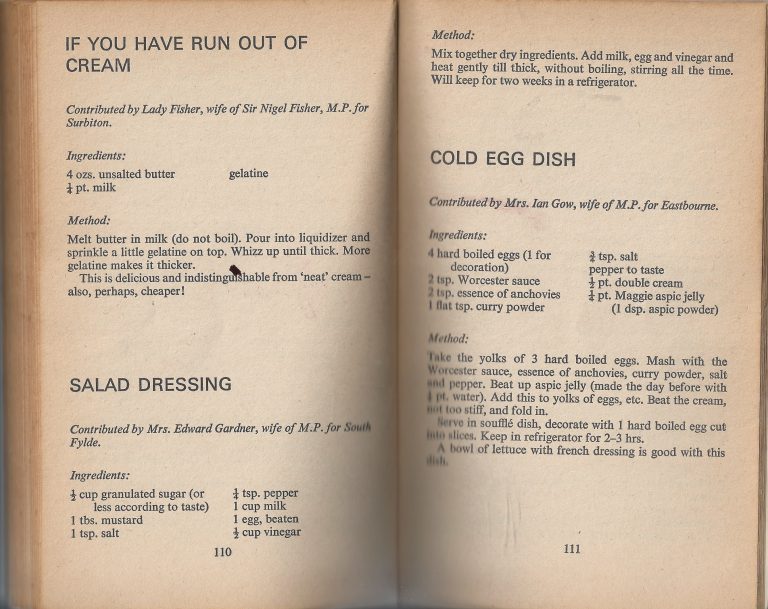 IF YOU HAVE RUN OUT OF
CREAM
Contributed by Lady Fisher, wife of Sir Nigel Fisher, M.P. for
Surbiton.
Ingredients:
4 ozs. unsalted butter gelatine
¼ pt. milk
Method:
Melt butter in milk (do not boil). Pour into liquidizer and
sprinkle a little gelatine on top. Whizz up until thick. More
gelatine makes it thicker.
This is delicious and indistinguishable from ‘neat’ cream –
also, perhaps, cheaper!
SALAD DRESSING
Contributed by Mrs. Edward Gardner, wife of M.P. for South
Fylde.
Ingredients:
½ cup granulated sugar (or ¼ tsp. pepper
less according to taste) 1 cup milk
1 tbs. mustard 1 egg, beaten
1 tsp. salt ½ cup vinegar
110
Method:
Mix together dry ingredients. Add milk, egg and vinegar and
heat gently till thick, without boiling, stirring all the time.
Will keep for two weeks in a refrigerator.
COLD EGG DISH
Contributed by Mrs. Ian Gow, wife of M.P. for Eastbourne.
Ingredients:
4 hard boiled eggs (1 for tsp. salt
decoration) pepper to taste
2 tsp. Worcester sauce pt. double cream
2 tsp. essence of anchovies pt. Maggie aspic jelly
1 flat tsp. curry powder (1 dsp. aspic powder)
Method:
Take the yolks of 3 hard boiled eggs. Mash with the
Worcester sauce, essence of anchovies, curry powder, salt
and pepper. Beat up aspic jelly (made the day before with
pt. water). Add this to yolks of eggs, etc. Beat the cream,
not too stiff, and fold in.
Serve in soufflé dish, decorate with 1 hard boiled egg cut
into slices. Keep in refrigerator for 2–3 hrs.
A bowl of lettuce with french dressing is good with this
dish.
111